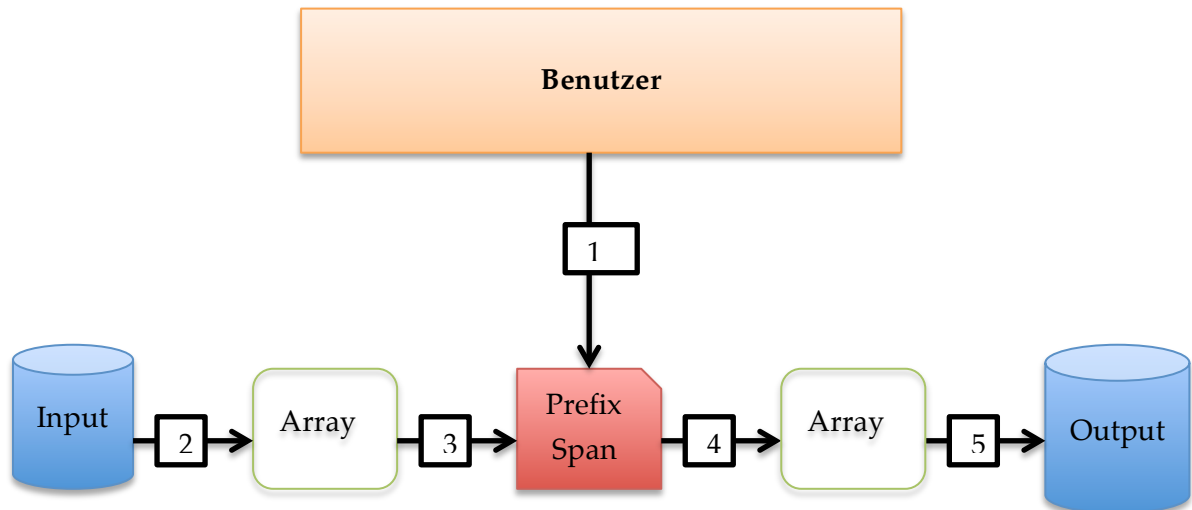 Benutzer
1
Input
2
Array
3
Prefix
Span
4
Array
5
Output